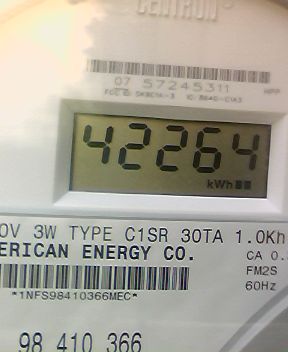 CENTRON
07 57245311
42264
kWh
0V 3W TYPE C1SR 30TA 1.0Kh
ERICAN ENERGY CO.
CA 0.
FM2S
*1NFS98410366MEC*
60Hz
98 410 366